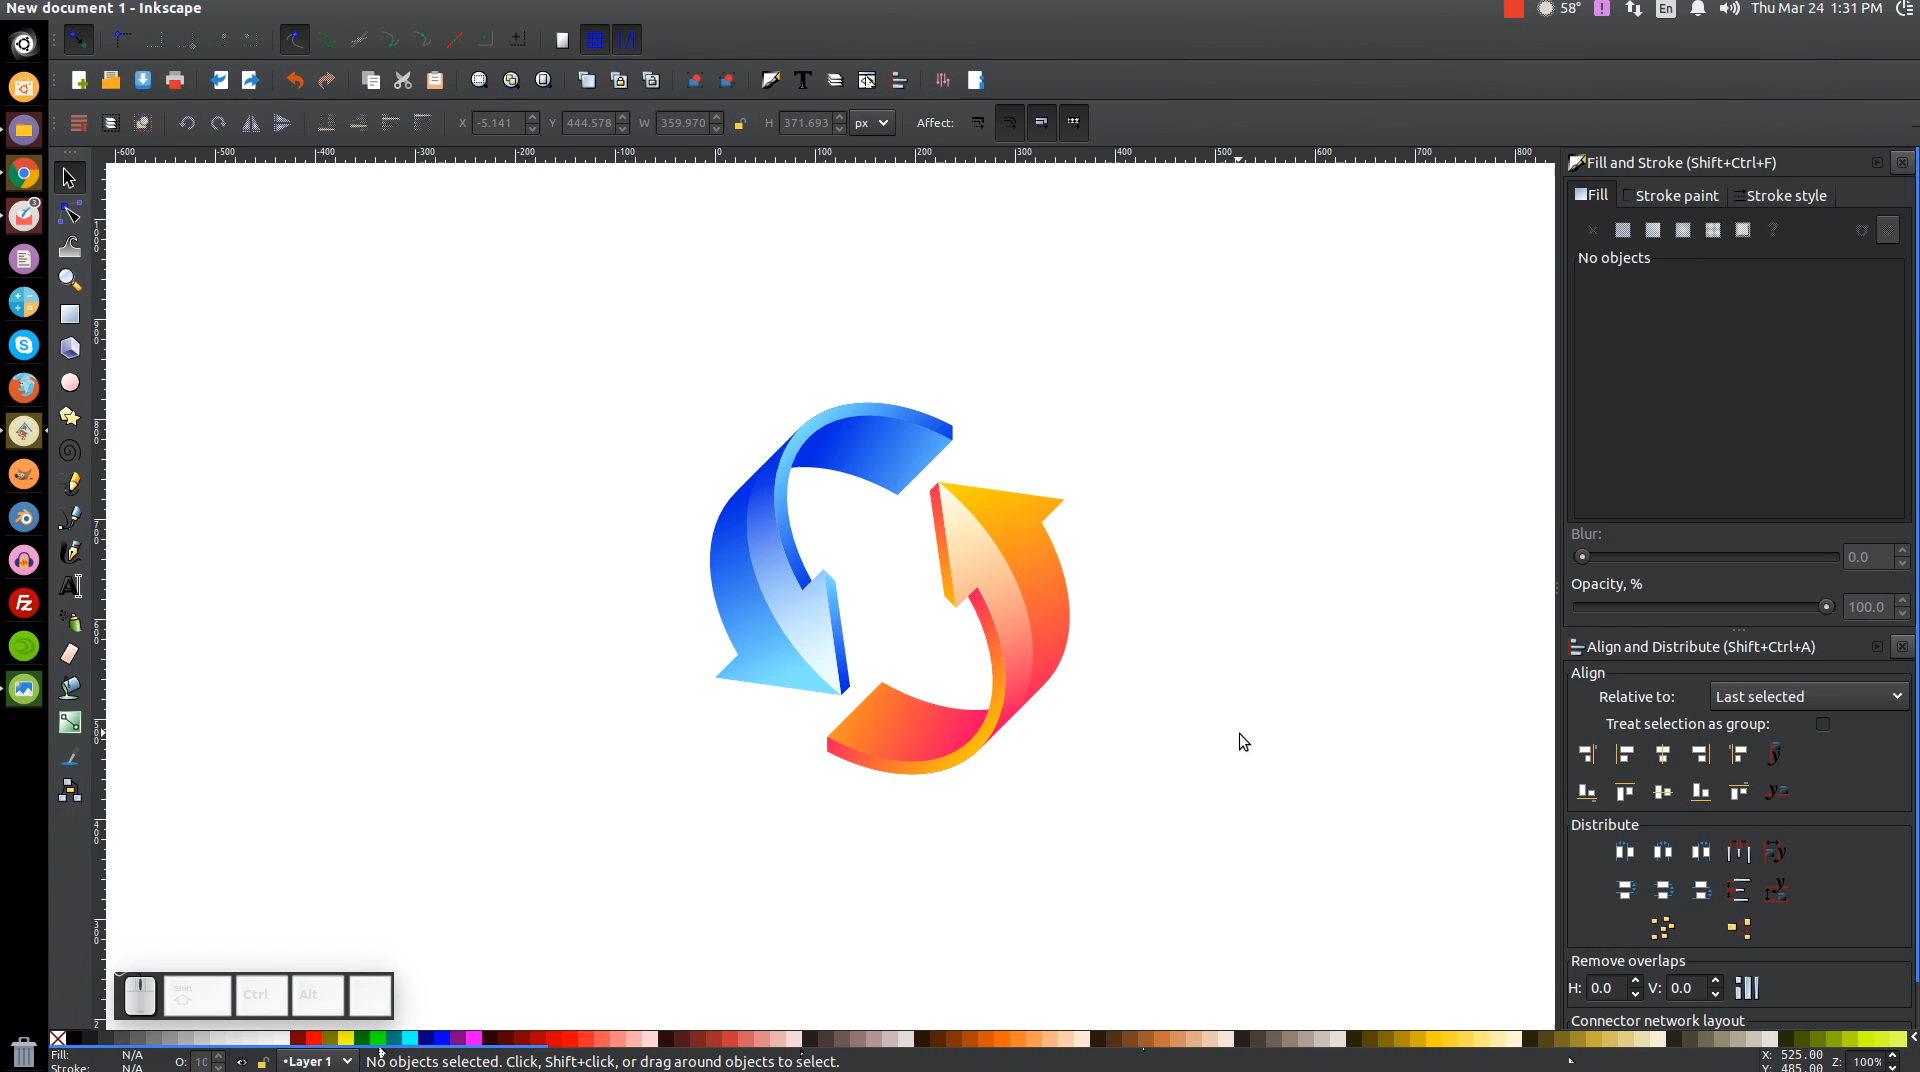 New document 1 - Inkscape
58°
En
Thu Mar 24 1:31 PM
X -5.141 Y 444.578 W 359.970 H 371.693 px Affect:
-600 -500 -400 -300 -200 -100 0 100 200 300 400 500 600 700 800
Fill and Stroke (Shift+Ctrl+F)
Fill Stroke paint Stroke style
No objects
Blur:
0.0
Opacity, %
100.0
Align and Distribute (Shift+Ctrl+A)
Align
Relative to: Last selected
Treat selection as group:
Distribute
Remove overlaps
H: 0.0 V: 0.0
Connector network layout
Shift Ctrl Alt
Fill: N/A
Stroke: N/A
O:
•Layer 1
No objects selected. Click, Shift+click, or drag around objects to select.
X: 525.00
Y: 485.00
Z: 100%